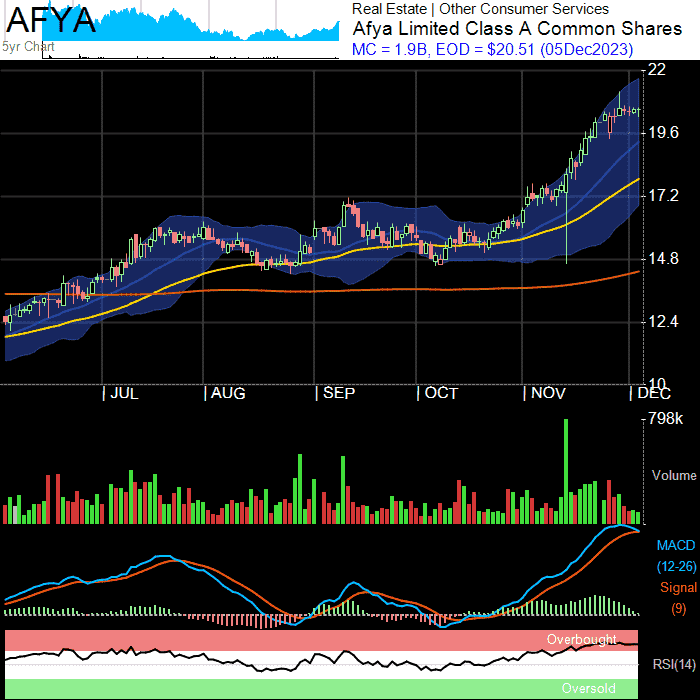 AFYA
5yr Chart
Real Estate | Other Consumer Services
Afya Limited Class A Common Shares
MC = 1.9B, EOD = $20.51 (05Dec2023)
22
19.6
17.2
14.8
12.4
10
JUL AUG SEP OCT NOV DEC
798k
Volume
MACD
(12-26)
Signal
(9)
Overbought
RSI(14)
Oversold